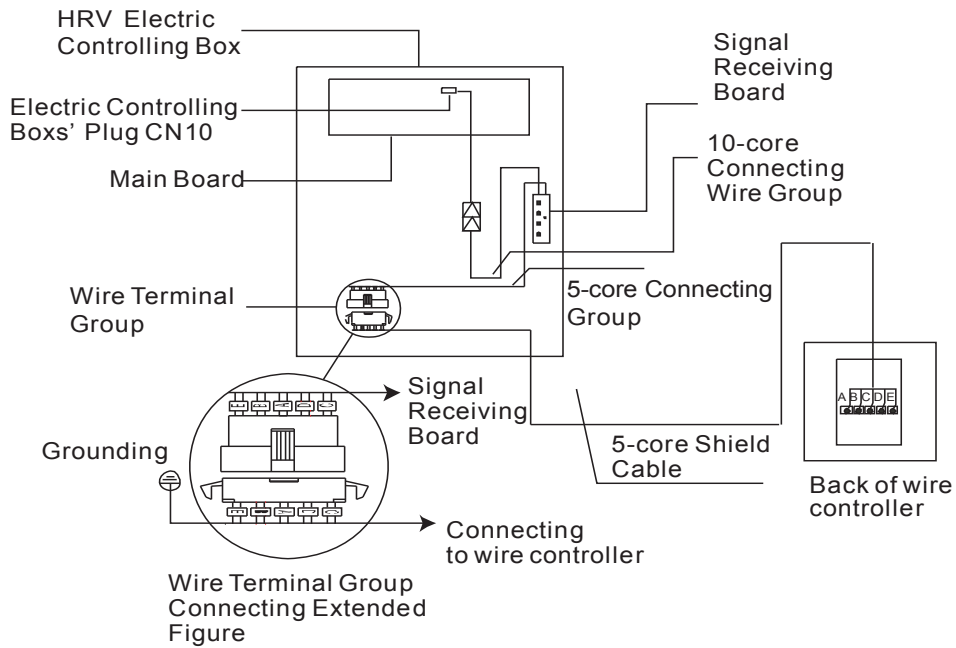 HRV Electric
Controlling Box
Electric Controlling
Boxs' Plug CN10
Main Board
Wire Terminal
Group
Signal
Receiving
Board
10-core
Connecting
Wire Group
5-core Connecting
Group
Signal
Receiving
Board
Grounding
5-core Shield
Cable
A B C D E
Back of wire
controller
Connecting
to wire controller
Wire Terminal Group
Connecting Extended
Figure